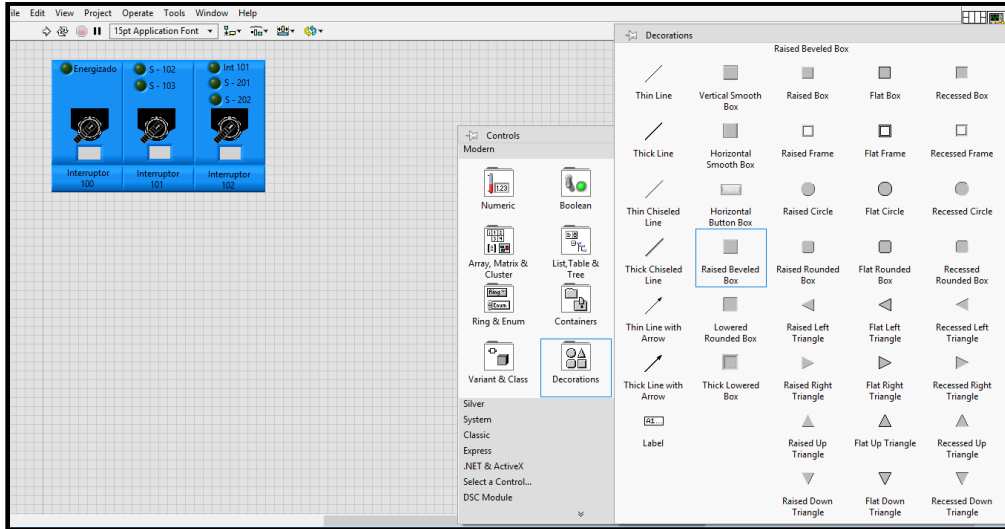 ile Edit View Project Operate Tools Window Help
15pt Application Font
Energizado
S - 102
S - 103
Int 101
S - 201
S - 202
Interruptor
100
Interruptor
101
Interruptor
102
Controls
Modern
1.23
Numeric
Boolean
Array, Matrix &
Cluster
List, Table &
Tree
Ring
Enum
Ring & Enum
Containers
Variant & Class
Decorations
Silver
System
Classic
Express
.NET & ActiveX
Select a Control...
DSC Module
Decorations
Raised Beveled Box
Thin Line
Vertical Smooth
Box
Raised Box
Flat Box
Recessed Box
Thick Line
Horizontal
Smooth Box
Raised Frame
Flat Frame
Recessed Frame
Thin Chiseled
Line
Horizontal
Button Box
Raised Circle
Flat Circle
Recessed Circle
Thick Chiseled
Line
Raised Beveled
Box
Raised Rounded
Box
Flat Rounded
Box
Recessed
Rounded Box
Thin Line with
Arrow
Lowered
Rounded Box
Raised Left
Triangle
Flat Left
Triangle
Recessed Left
Triangle
Thick Line with
Arrow
Thick Lowered
Box
Raised Right
Triangle
Flat Right
Triangle
Recessed Right
Triangle
Label
Raised Up
Triangle
Flat Up Triangle
Recessed Up
Triangle
Raised Down
Triangle
Flat Down
Triangle
Recessed Down
Triangle